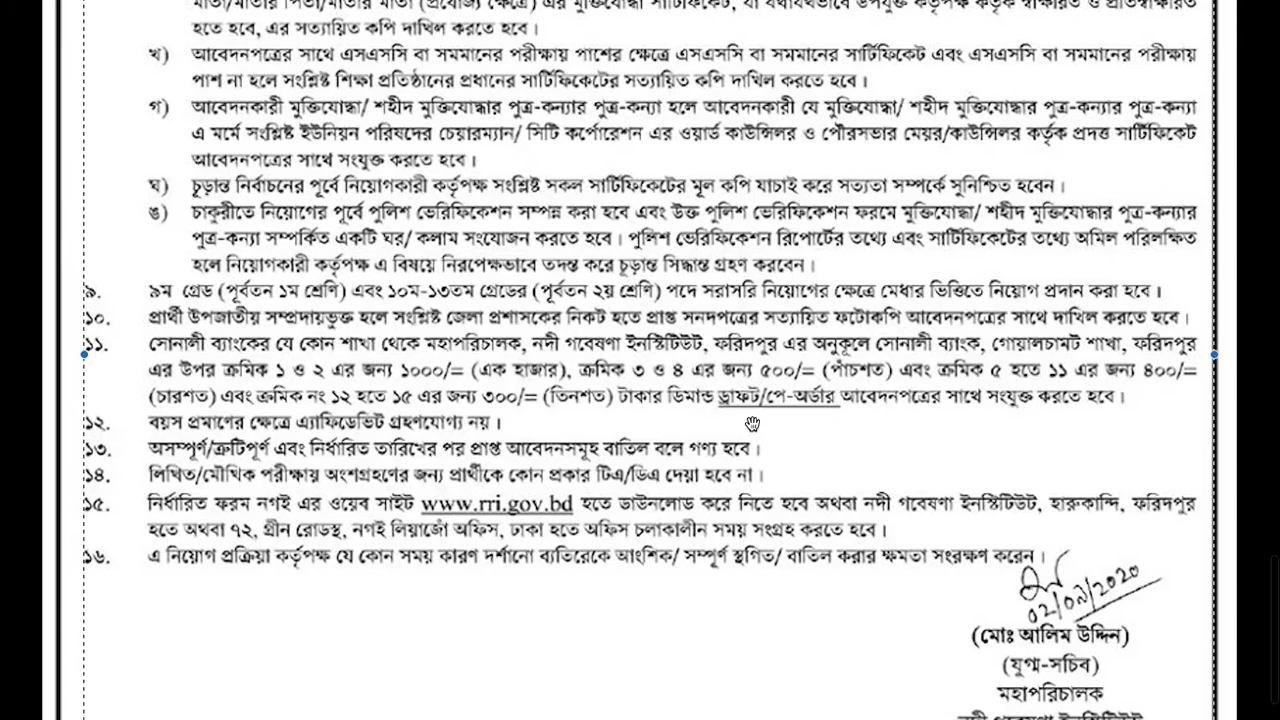 মাতা/মাতার পিতা/মাতার মাতা (প্রযোজ্য ক্ষেত্রে) এর মুক্তিযোদ্ধা সার্টিফিকেট, যা যথাযথভাবে উপযুক্ত কর্তৃপক্ষ কর্তৃক স্বাক্ষরিত ও প্রতিস্বাক্ষরিত
হতে হবে, এর সত্যায়িত কপি দাখিল করতে হবে।
খ) আবেদনপত্রের সাথে এসএসসি বা সমমানের পরীক্ষায় পাশের ক্ষেত্রে এসএসসি বা সমমানের সার্টিফিকেট এবং এসএসসি বা সমমানের পরীক্ষায়
পাশ না হলে সংশ্লিষ্ট শিক্ষা প্রতিষ্ঠানের প্রধানের সার্টিফিকেটের সত্যায়িত কপি দাখিল করতে হবে।
গ) আবেদনকারী মুক্তিযোদ্ধা/ শহীদ মুক্তিযোদ্ধার পুত্র-কন্যার পুত্র-কন্যা হলে আবেদনকারী যে মুক্তিযোদ্ধা/ শহীদ মুক্তিযোদ্ধার পুত্র-কন্যার পুত্র-কন্যা
এ মর্মে সংশ্লিষ্ট ইউনিয়ন পরিষদের চেয়ারম্যান/ সিটি কর্পোরেশন এর ওয়ার্ড কাউন্সিলর ও পৌরসভার মেয়র/কাউন্সিলর কর্তৃক প্রদত্ত সার্টিফিকেট
আবেদনপত্রের সাথে সংযুক্ত করতে হবে।
ঘ) চূড়ান্ত নির্বাচনের পূর্বে নিয়োগকারী কর্তৃপক্ষ সংশ্লিষ্ট সকল সার্টিফিকেটের মূল কপি যাচাই করে সত্যতা সম্পর্কে সুনিশ্চিত হবেন।
ঙ) চাকুরীতে নিয়োগের পূর্বে পুলিশ ভেরিফিকেশন সম্পন্ন করা হবে এবং উক্ত পুলিশ ভেরিফিকেশন ফরমে মুক্তিযোদ্ধা/ শহীদ মুক্তিযোদ্ধার পুত্র-কন্যার
পুত্র-কন্যা সম্পর্কিত একটি ঘর/ কলাম সংযোজন করতে হবে। পুলিশ ভেরিফিকেশন রিপোর্টের তথ্যে এবং সার্টিফিকেটের তথ্যে অমিল পরিলক্ষিত
হলে নিয়োগকারী কর্তৃপক্ষ এ বিষয়ে নিরপেক্ষভাবে তদন্ত করে চূড়ান্ত সিদ্ধান্ত গ্রহণ করবেন।
৯. ৯ম গ্রেড (পূর্বতন ১ম শ্রেণি) এবং ১০ম-১৩তম গ্রেডের (পূর্বতন ২য় শ্রেণি) পদে সরাসরি নিয়োগের ক্ষেত্রে মেধার ভিত্তিতে নিয়োগ প্রদান করা হবে।
১০. প্রার্থী উপজাতীয় সম্প্রদায়ভুক্ত হলে সংশ্লিষ্ট জেলা প্রশাসকের নিকট হতে প্রাপ্ত সনদপত্রের সত্যায়িত ফটোকপি আবেদনপত্রের সাথে দাখিল করতে হবে।
১১. সোনালী ব্যাংকের যে কোন শাখা থেকে মহাপরিচালক, নদী গবেষণা ইনস্টিটিউট, ফরিদপুর এর অনুকূলে সোনালী ব্যাংক, গোয়ালচামট শাখা, ফরিদপুর
এর উপর ক্রমিক ১ ও ২ এর জন্য ১০০০/= (এক হাজার), ক্রমিক ৩ ও ৪ এর জন্য ৫০০/= (পাঁচশত) এবং ক্রমিক ৫ হতে ১১ এর জন্য ৪০০/=
(চারশত) এবং ক্রমিক নং ১২ হতে ১৫ এর জন্য ৩০০/= (তিনশত) টাকার ডিমান্ড ড্রাফট/পে-অর্ডার আবেদনপত্রের সাথে সংযুক্ত করতে হবে।
১২. বয়স প্রমাণের ক্ষেত্রে এ্যাফিডেভিট গ্রহণযোগ্য নয়।
১৩. অসম্পূর্ণ/ত্রুটিপূর্ণ এবং নির্ধারিত তারিখের পর প্রাপ্ত আবেদনসমূহ বাতিল বলে গণ্য হবে।
১৪. লিখিত/মৌখিক পরীক্ষায় অংশগ্রহণের জন্য প্রার্থীকে কোন প্রকার টিএ/ডিএ দেয়া হবে না।
১৫. নির্ধারিত ফরম নগই এর ওয়েব সাইট www.rri.gov.bd হতে ডাউনলোড করে নিতে হবে অথবা নদী গবেষণা ইনস্টিটিউট, হারুকান্দি, ফরিদপুর
হতে অথবা ৭২, গ্রীন রোডস্থ, নগই লিয়াজোঁ অফিস, ঢাকা হতে অফিস চলাকালীন সময় সংগ্রহ করতে হবে।
১৬. এ নিয়োগ প্রক্রিয়া কর্তৃপক্ষ যে কোন সময় কারণ দর্শানো ব্যতিরেকে আংশিক/ সম্পূর্ণ স্থগিত/ বাতিল করার ক্ষমতা সংরক্ষণ করেন।
০২/০৯/২০২০
(মোঃ আলিম উদ্দিন)
(যুগ্ম-সচিব)
মহাপরিচালক
নদী গবেষণা ইনস্টিটিউট